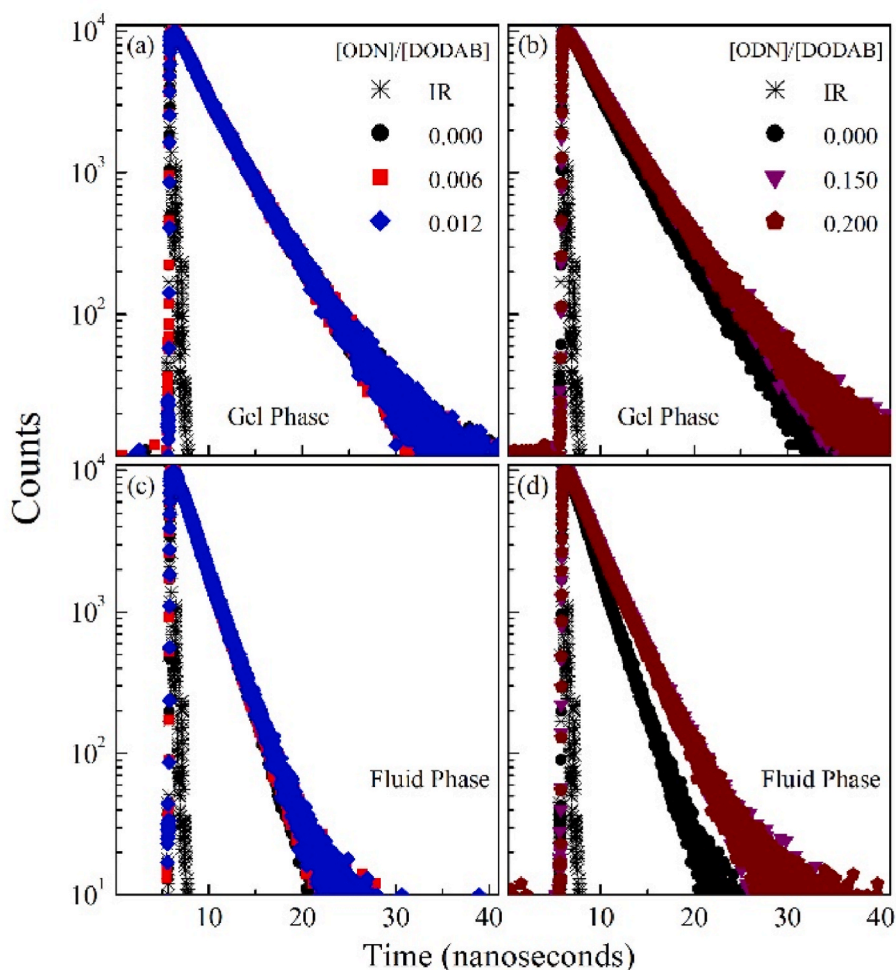 Counts
10⁴
10³
10²
(a)
[ODN]/[DODAB]
IR
0.000
0.006
0.012
Gel Phase
(b)
[ODN]/[DODAB]
IR
0.000
0.150
0.200
Gel Phase
10⁴
10³
10²
10¹
(c)
Fluid Phase
(d)
Fluid Phase
10 20 30 40 10 20 30 40
Time (nanoseconds)